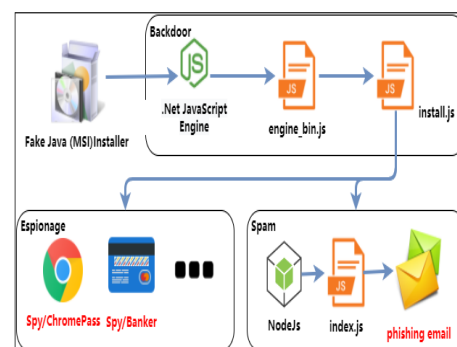 Backdoor
JS
JS
JS
.Net JavaScript
Engine
engine_bin.js
install.js
Fake Java (MSI)Installer
Espionage
Spam
JS
Spy/ChromePass
Spy/Banker
NodeJs
index.js
phishing email